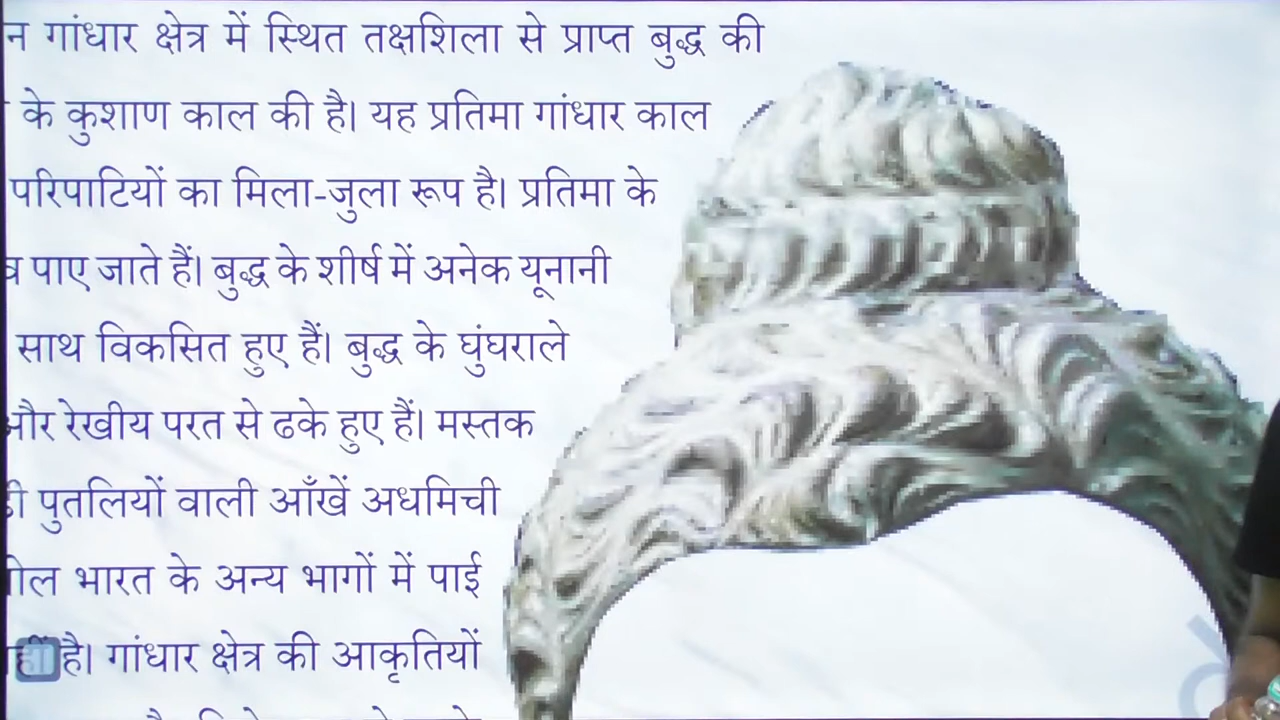 न गांधार क्षेत्र में स्थित तक्षशिला से प्राप्त बुद्ध की
के कुशाण काल की है। यह प्रतिमा गांधार काल
परिपाटियों का मिला-जुला रूप है। प्रतिमा के
पाए जाते हैं। बुद्ध के शीर्ष में अनेक यूनानी
साथ विकसित हुए हैं। बुद्ध के घुंघराले
और रेखीय परत से ढके हुए हैं। मस्तक
पुतलियों वाली आँखें अधमिची
भारत के अन्य भागों में पाई
है। गांधार क्षेत्र की आकृतियों